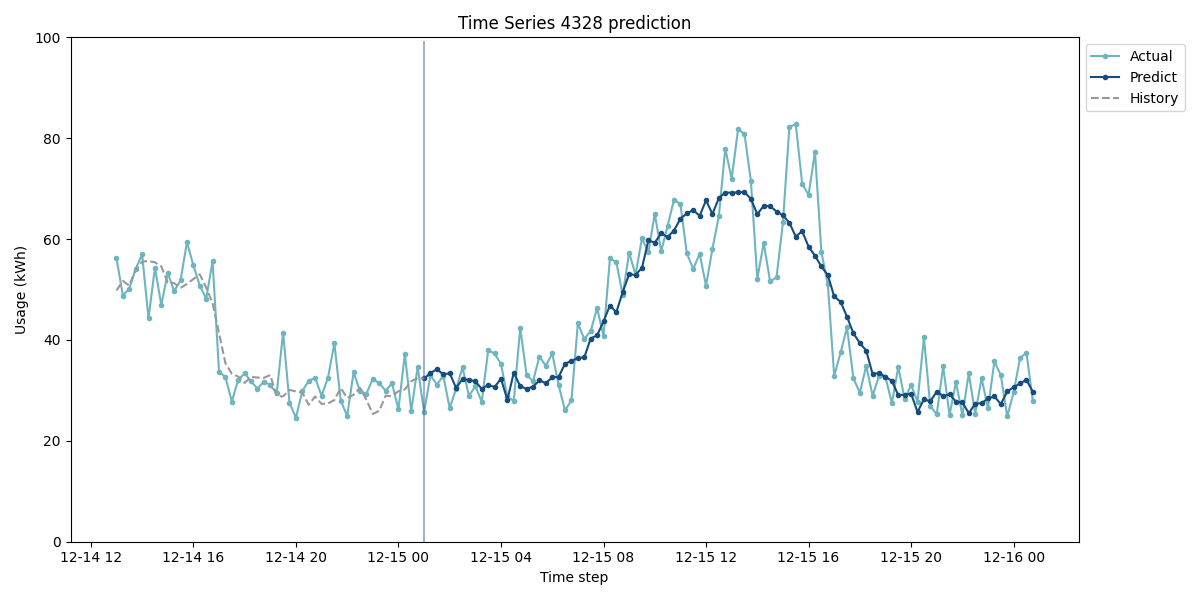 Time Series 4328 prediction
Usage (kWh)
100
80
60
40
20
0
12-14 12
12-14 16
12-14 20
12-15 00
12-15 04
12-15 08
12-15 12
12-15 16
12-15 20
12-16 00
Time step
Actual
Predict
History